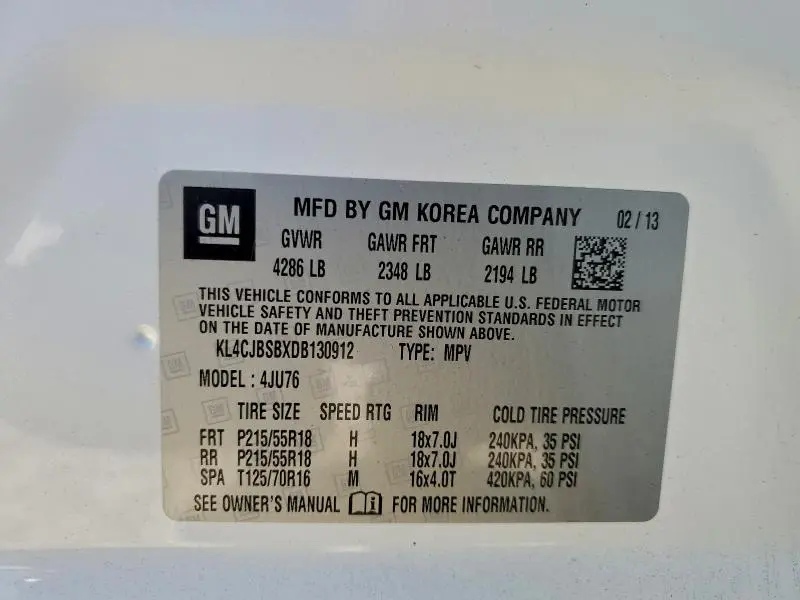 GM MFD BY GM KOREA COMPANY 02 / 13
GVWR GAWR FRT GAWR RR
4286 LB 2348 LB 2194 LB
THIS VEHICLE CONFORMS TO ALL APPLICABLE U.S. FEDERAL MOTOR
VEHICLE SAFETY AND THEFT PREVENTION STANDARDS IN EFFECT
ON THE DATE OF MANUFACTURE SHOWN ABOVE.
KL4CJBSBXDB130912 TYPE: MPV
MODEL : 4JU76
TIRE SIZE SPEED RTG RIM COLD TIRE PRESSURE
FRT P215/55R18 H 18x7.0J 240KPA, 35 PSI
RR P215/55R18 H 18x7.0J 240KPA, 35 PSI
SPA T125/70R16 M 16x4.0T 420KPA, 60 PSI
SEE OWNER'S MANUAL FOR MORE INFORMATION.